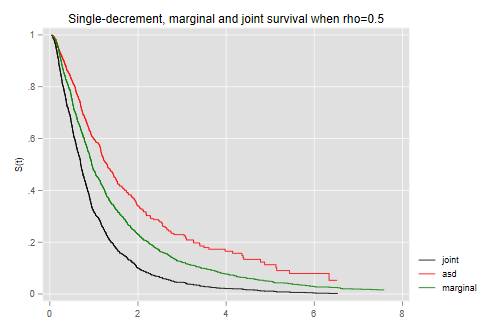 Single-decrement, marginal and joint survival when rho=0.5
1
.8
.6
.4
.2
0
S(t)
0 2 4 6 8
joint
asd
marginal